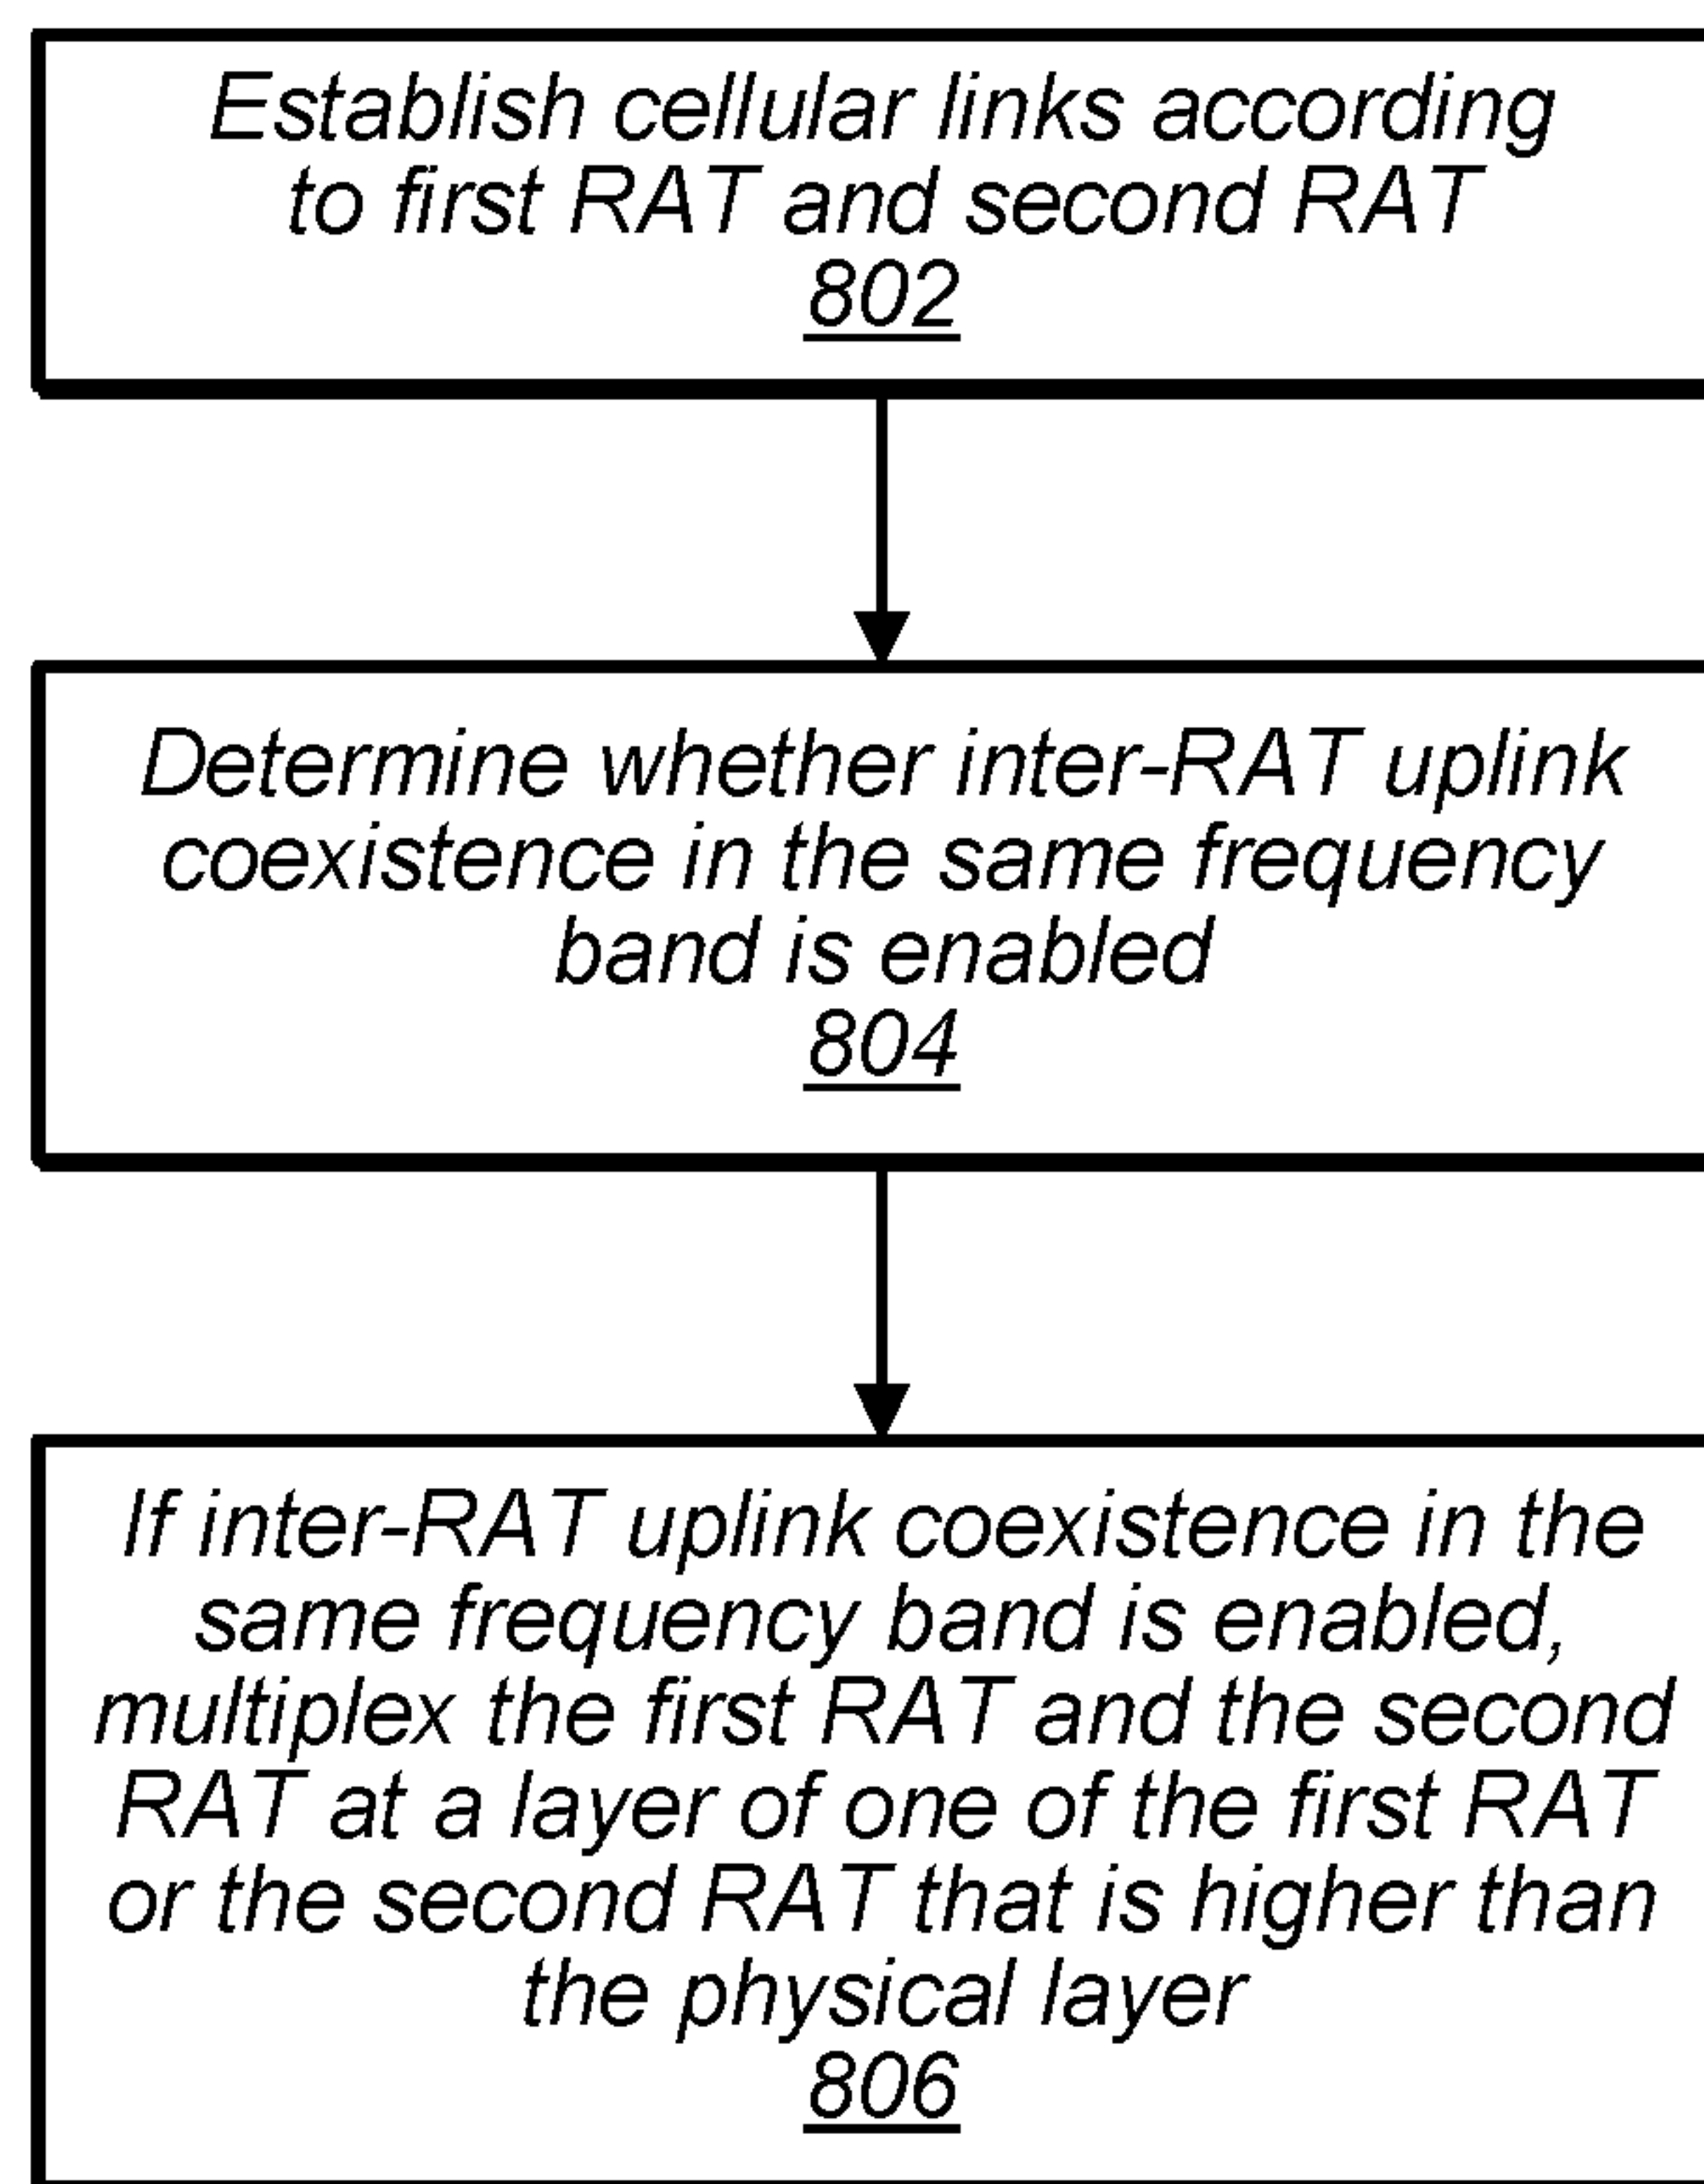 Establish cellular links according
to first RAT and second RAT
802
Determine whether inter-RAT uplink
coexistence in the same frequency
band is enabled
804
If inter-RAT uplink coexistence in the
same frequency band is enabled,
multiplex the first RAT and the second
RAT at a layer of one of the first RAT
or the second RAT that is higher than
the physical layer
806